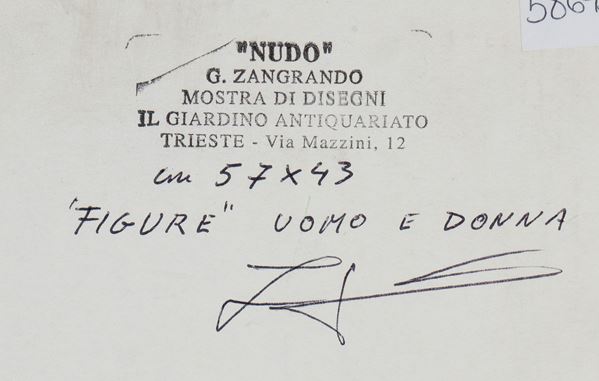 "NUDO"
G. ZANGRANDO
MOSTRA DI DISEGNI
IL GIARDINO ANTIQUARIATO
TRIESTE - Via Mazzini, 12
cm 57x43
"FIGURE" UOMO E DONNA